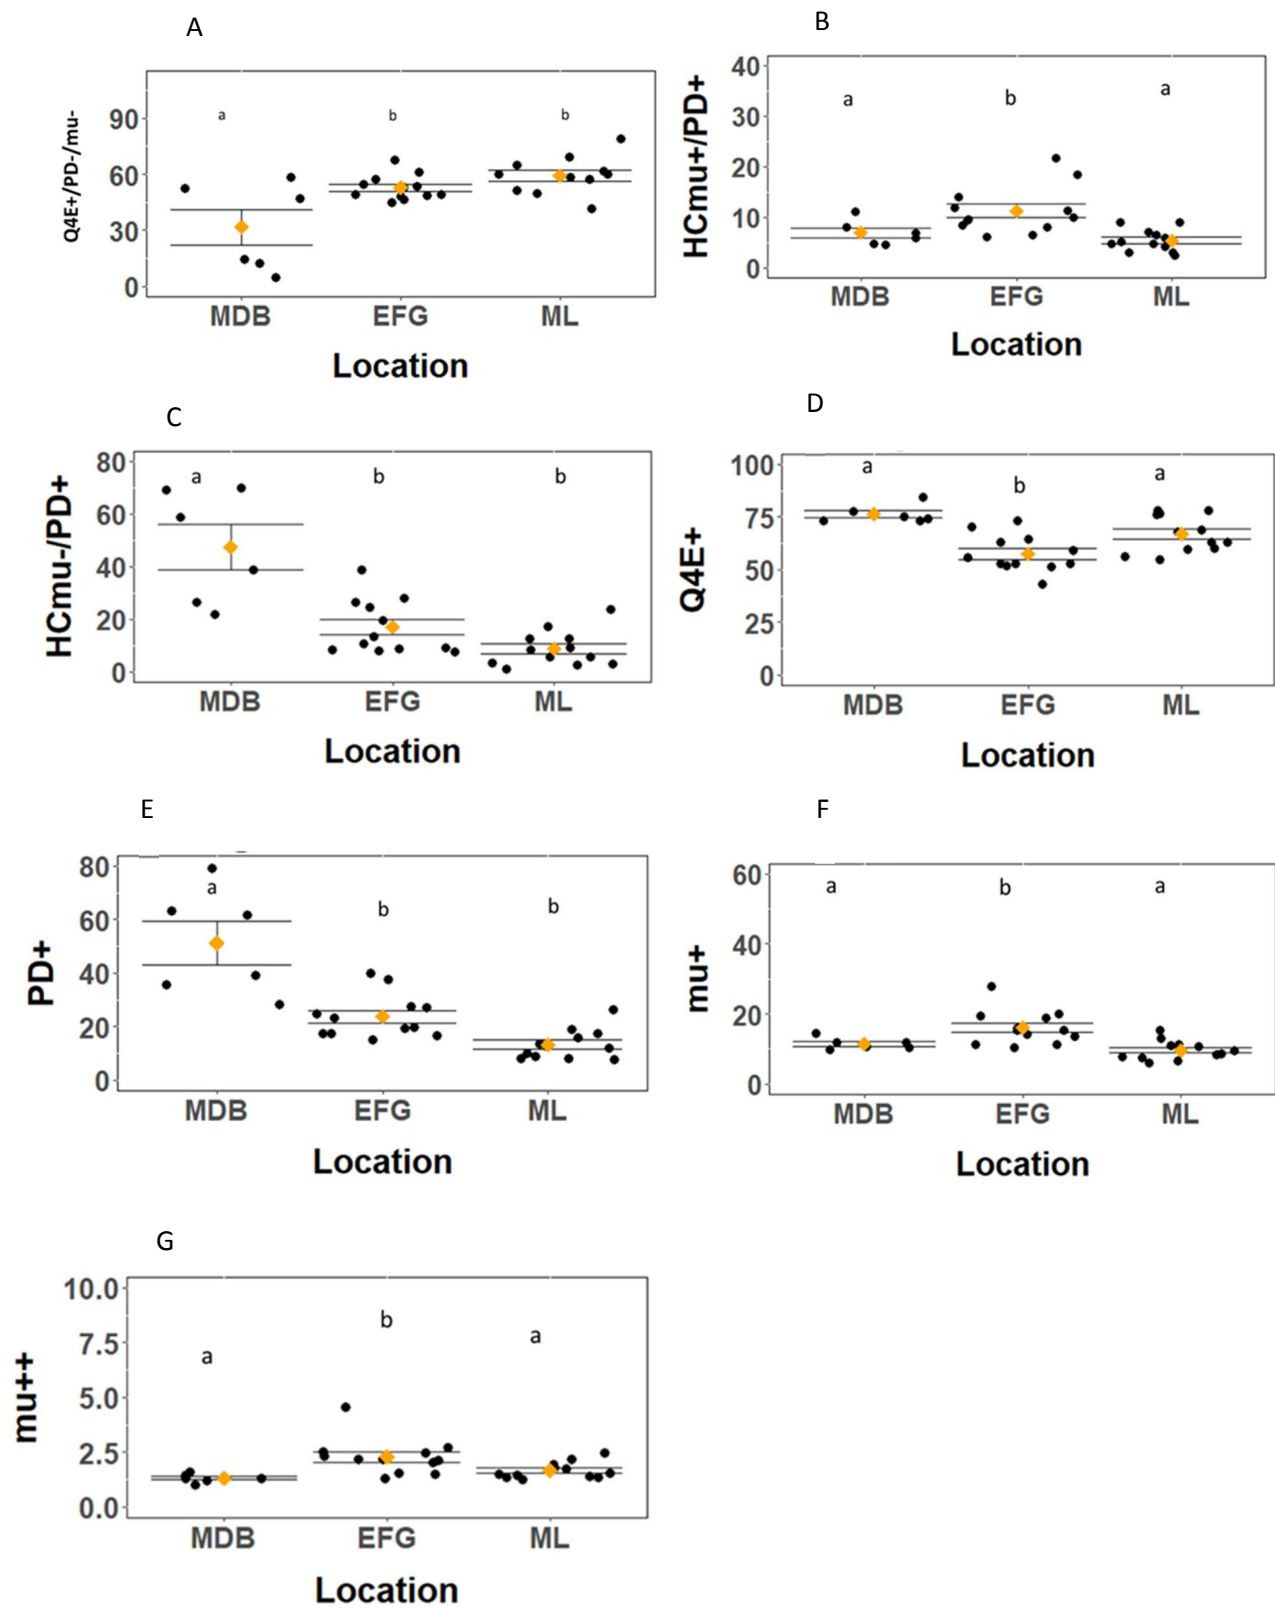 A
Q4E+/PD-/mu-
90
60
30
0
a
b
b
MDB
EFG
ML
Location
B
HCmu+/PD+
40
30
20
10
0
a
b
a
MDB
EFG
ML
Location
C
HCmu-/PD+
80
60
40
20
0
a
b
b
MDB
EFG
ML
Location
D
Q4E+
100
75
50
25
0
a
b
a
MDB
EFG
ML
Location
E
PD+
80
60
40
20
0
a
b
b
MDB
EFG
ML
Location
F
mu+
60
40
20
0
a
b
a
MDB
EFG
ML
Location
G
mu++
10.0
7.5
5.0
2.5
0.0
a
b
a
MDB
EFG
ML
Location